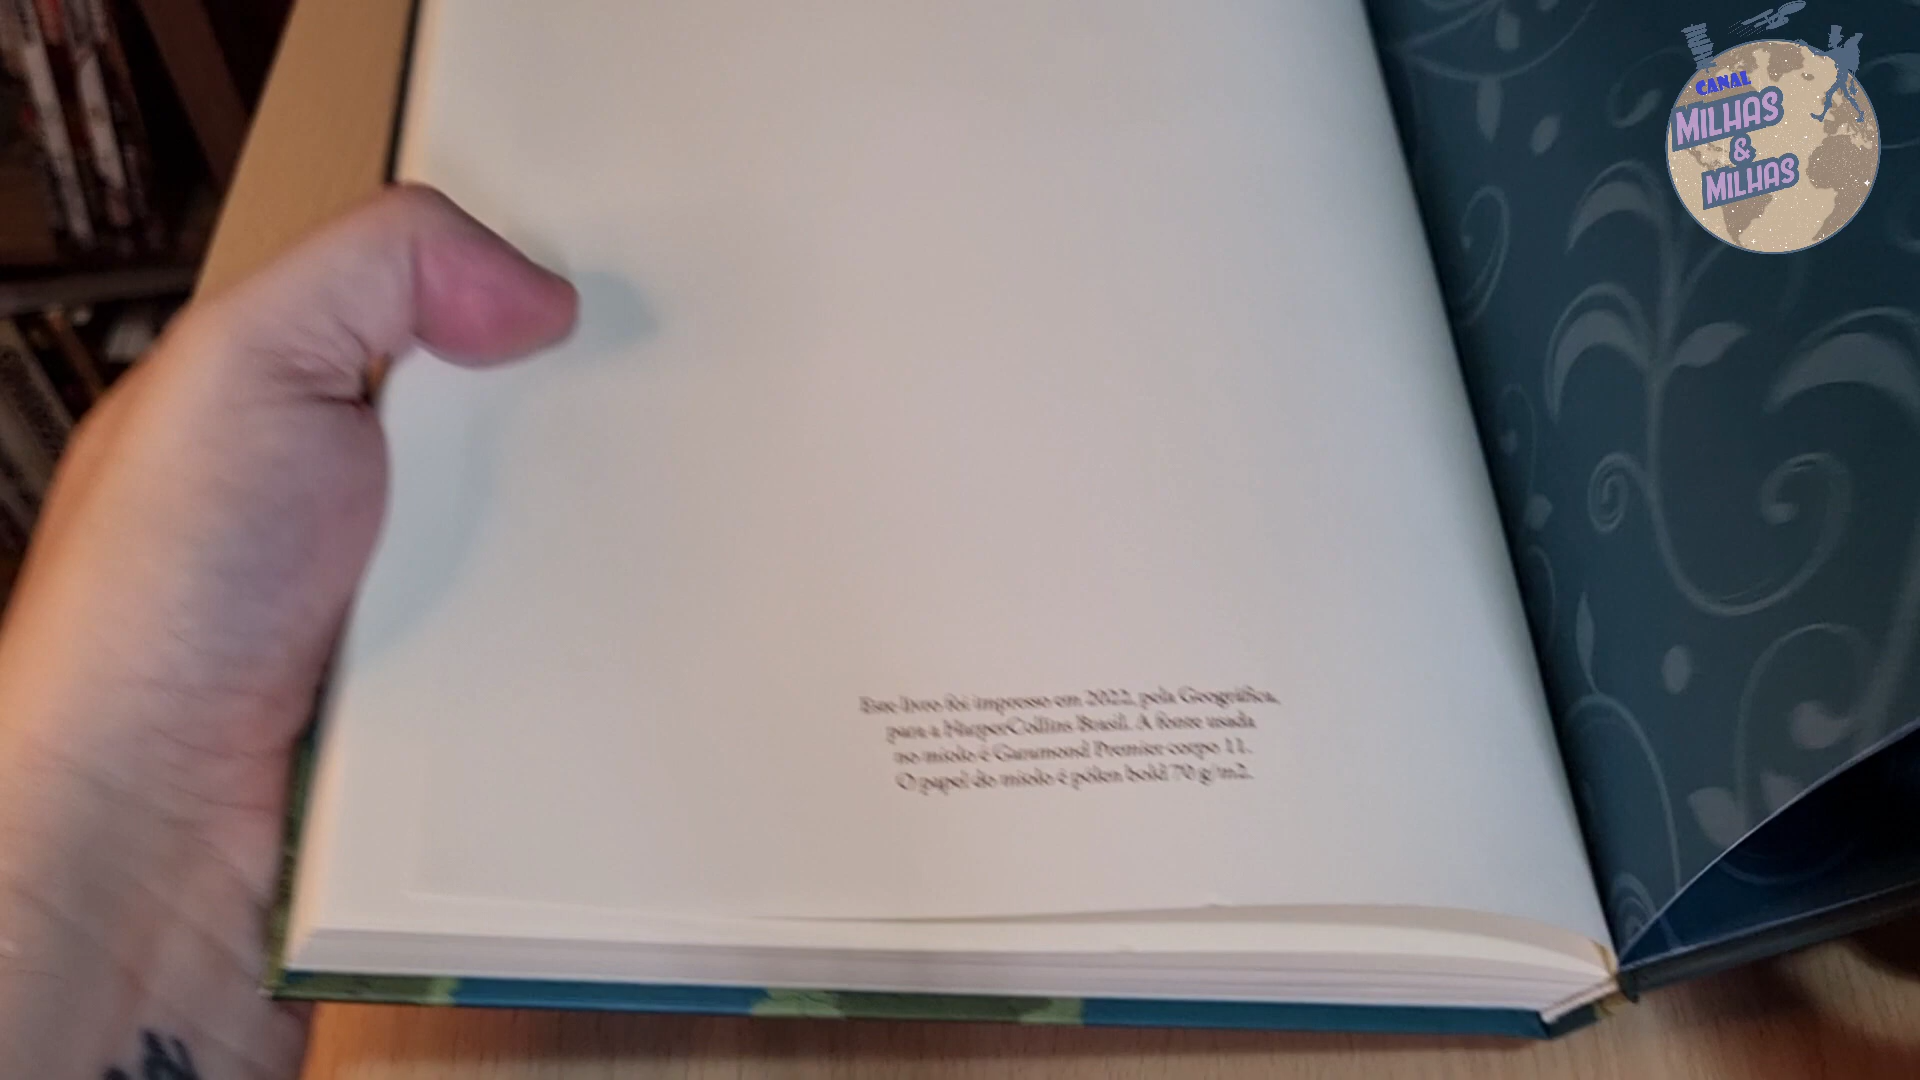 CANAL
MILHAS
&
MILHAS
Este livro foi impresso em 2022, pela Geográfica,
para a HarperCollins Brasil. A fonte usada
no miolo é Garamond Premier corpo 11.
O papel do miolo é pólen bold 70 g/m2.